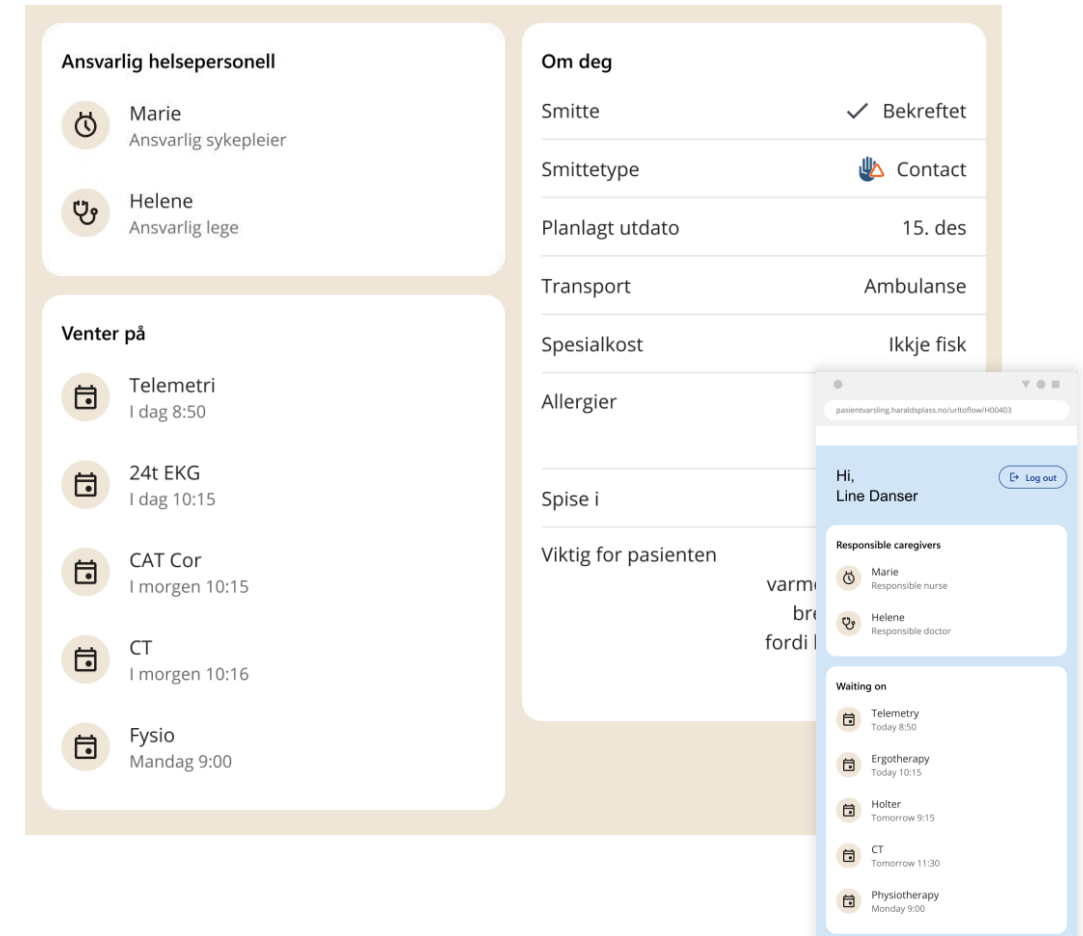 Ansvarlig helsepersonell
Marie
Ansvarlig sykepleier
Helene
Ansvarlig lege
Venter på
Telemetri
I dag 8:50
24t EKG
I dag 10:15
CAT Cor
I morgen 10:15
CT
I morgen 10:16
Fysio
Mandag 9:00
Om deg
Smitte Bekreftet
Smittetype Contact
Planlagt utdato 15. des
Transport Ambulanse
Spesialkost Ikkje fisk
Allergier
Spise i
Viktig for pasienten
fordi
pasientvarsling.haraldsplass.no/urltoflow/H00403
Hi,
Line Danser
Log out
Responsible caregivers
Marie
Responsible nurse
Helene
Responsible doctor
Waiting on
Telemetry
Today 8:50
Ergotherapy
Today 10:15
Holter
Tomorrow 9:15
CT
Tomorrow 11:30
Physiotherapy
Monday 9:00